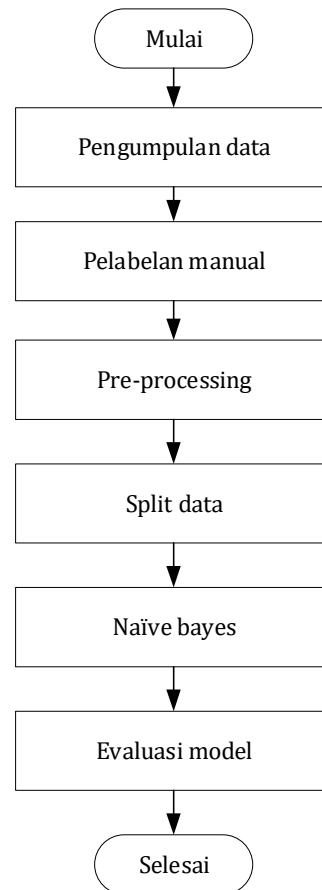 Mulai
Pengumpulan data
Pelabelan manual
Pre-processing
Split data
Naïve bayes
Evaluasi model
Selesai